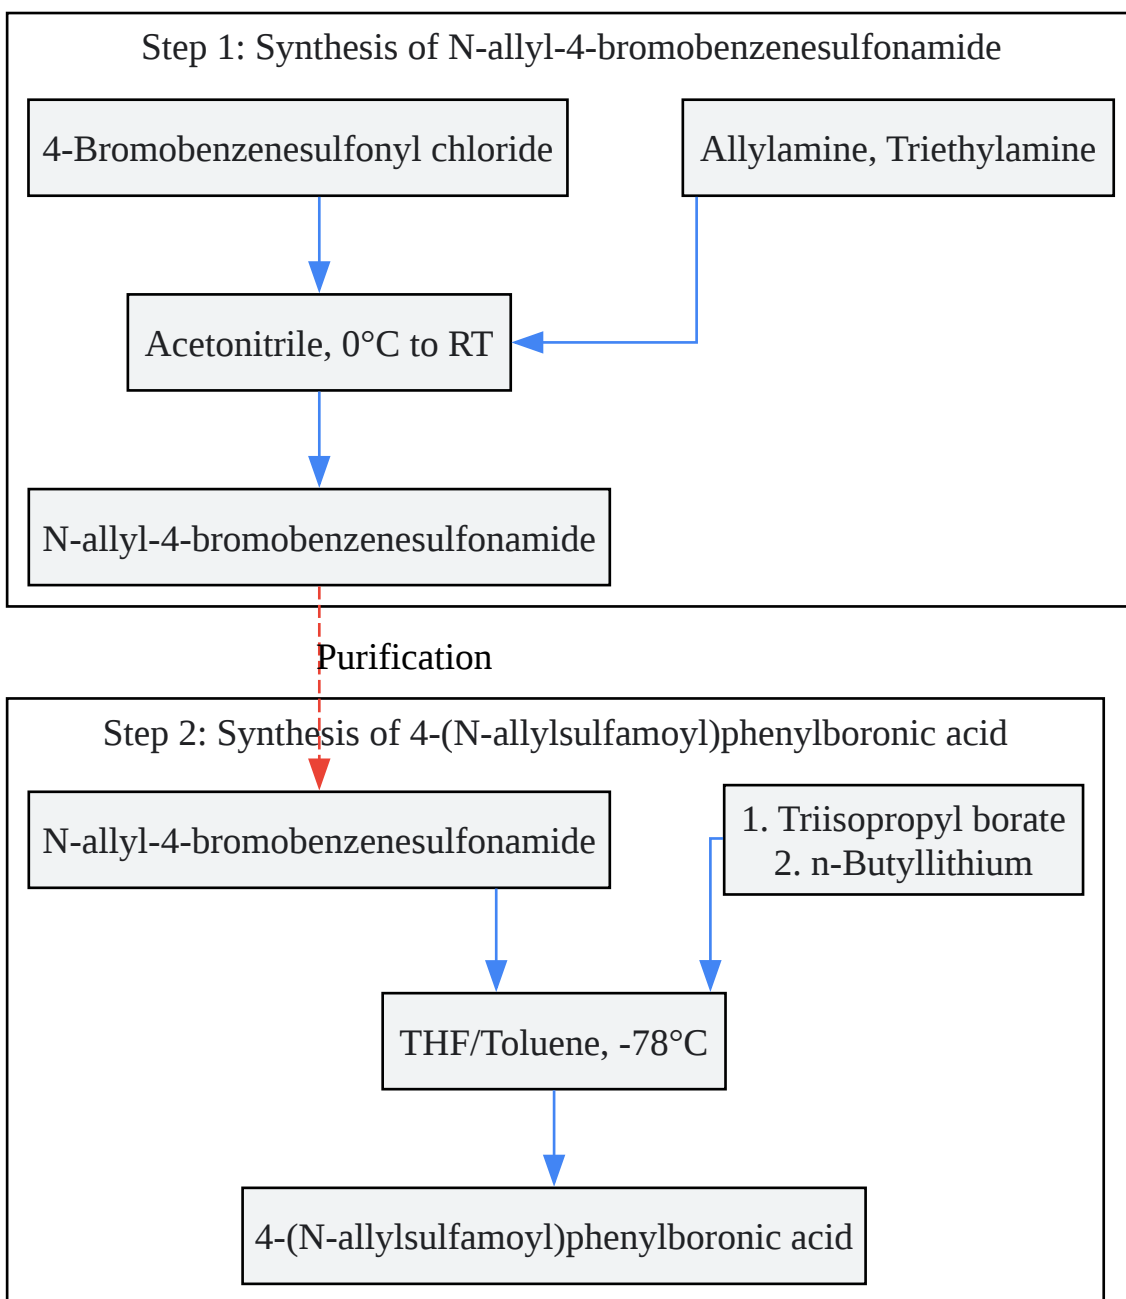 Step 1: Synthesis of N-allyl-4-bromobenzenesulfonamide
4-Bromobenzenesulfonyl chloride
Allylamine, Triethylamine
Acetonitrile, 0°C to RT
N-allyl-4-bromobenzenesulfonamide
Purification
Step 2: Synthesis of 4-(N-allylsulfamoyl)phenylboronic acid
N-allyl-4-bromobenzenesulfonamide
1. Triisopropyl borate
2. n-Butyllithium
THF/Toluene, -78°C
4-(N-allylsulfamoyl)phenylboronic acid